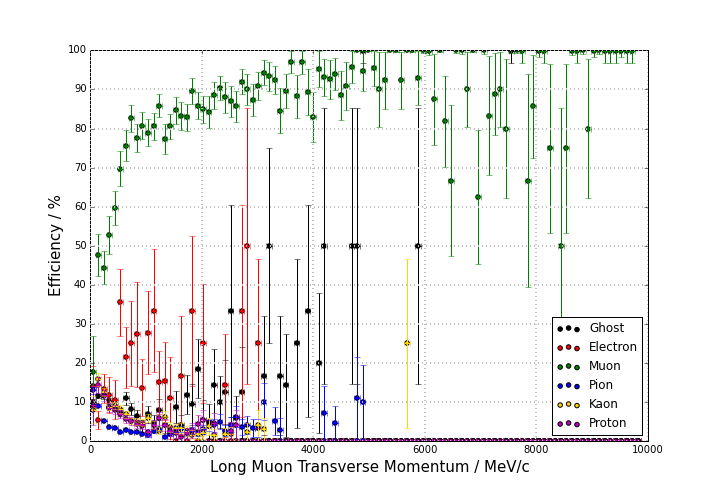 100
90
80
70
60
50
40
30
20
10
0
Efficiency / %
0 2000 4000 6000 8000 10000
Long Muon Transverse Momentum / MeV/c
Ghost
Electron
Muon
Pion
Kaon
Proton